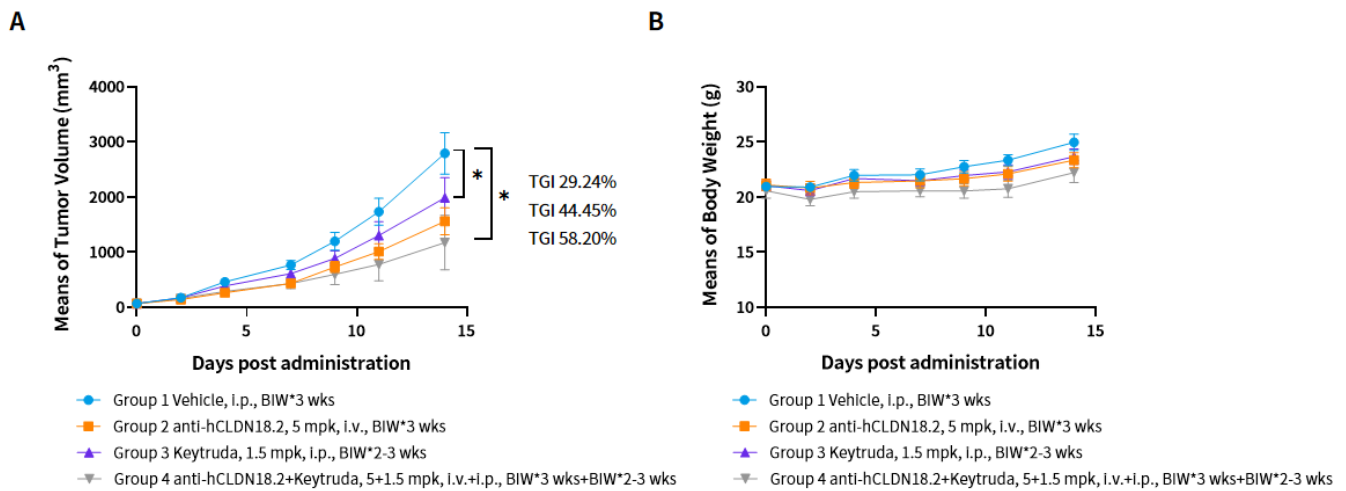 A
Means of Tumor Volume (mm³)
4000
3000
2000
1000
0
0 5 10 15
Days post administration
*
*
TGI 29.24%
TGI 44.45%
TGI 58.20%
Group 1 Vehicle, i.p., BIW*3 wks
Group 2 anti-hCLDN18.2, 5 mpk, i.v., BIW*3 wks
Group 3 Keytruda, 1.5 mpk, i.p., BIW*2-3 wks
Group 4 anti-hCLDN18.2+Keytruda, 5+1.5 mpk, i.v.+i.p., BIW*3 wks+BIW*2-3 wks
B
Means of Body Weight (g)
30
25
20
15
10
0 5 10 15
Days post administration
Group 1 Vehicle, i.p., BIW*3 wks
Group 2 anti-hCLDN18.2, 5 mpk, i.v., BIW*3 wks
Group 3 Keytruda, 1.5 mpk, i.p., BIW*2-3 wks
Group 4 anti-hCLDN18.2+Keytruda, 5+1.5 mpk, i.v.+i.p., BIW*3 wks+BIW*2-3 wks